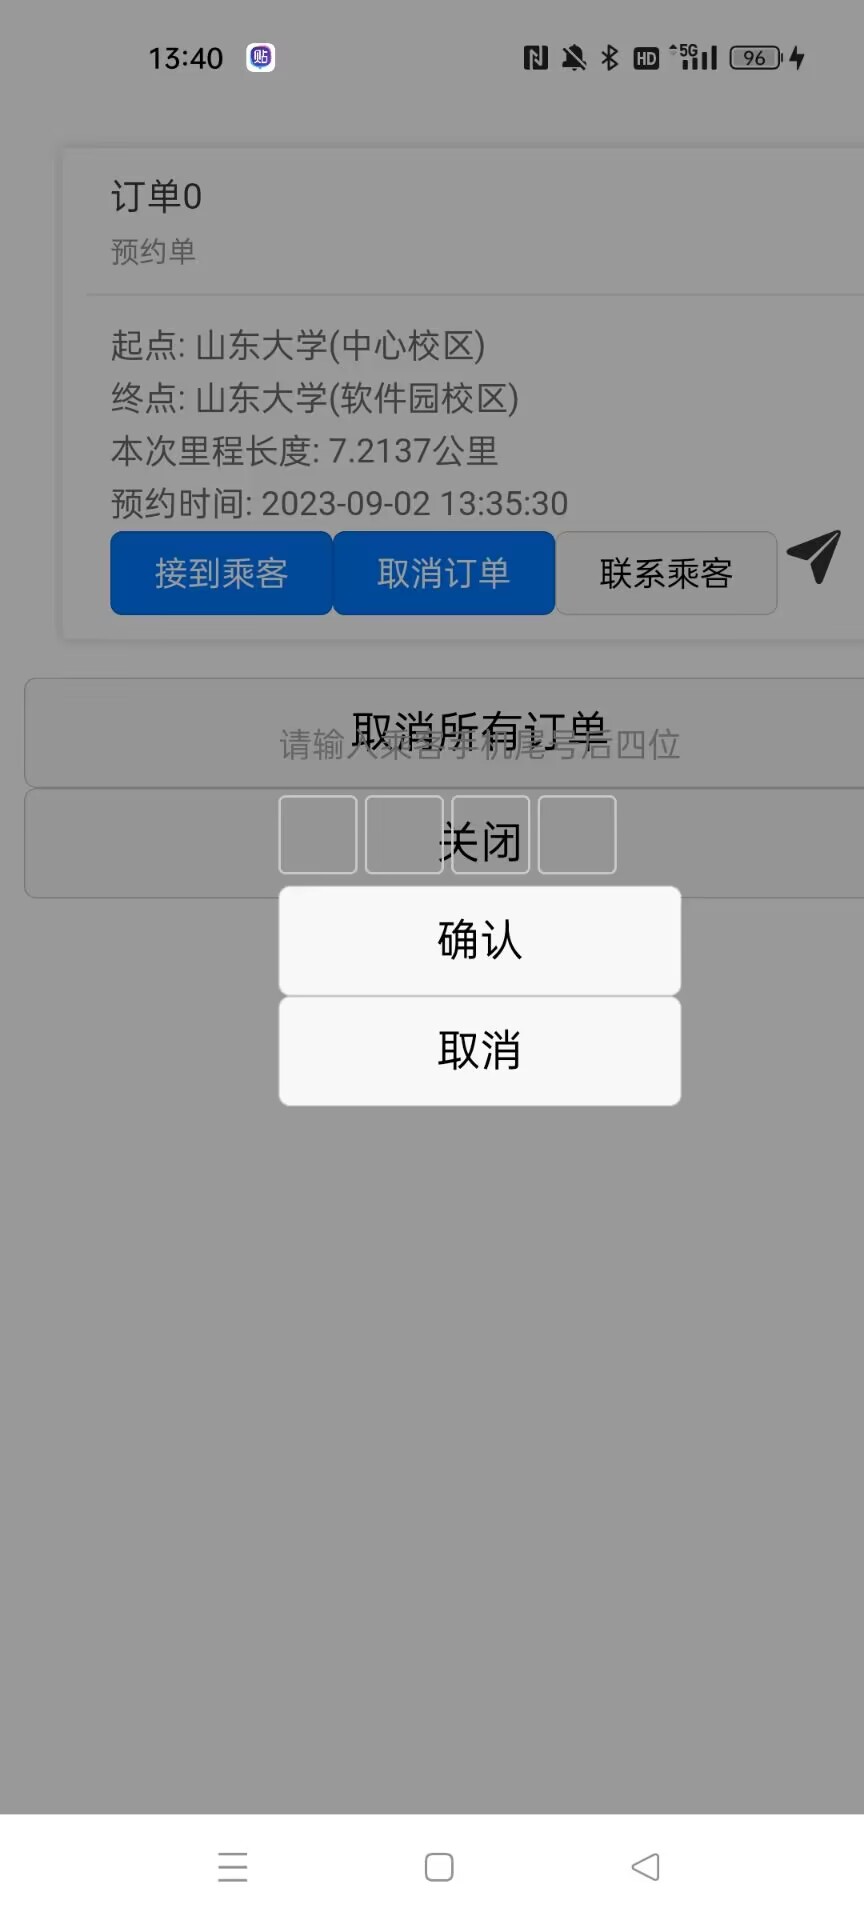 13:40 贴 HD 5G 96
订单0
预约单
起点: 山东大学(中心校区)
终点: 山东大学(软件园校区)
本次里程长度: 7.2137公里
预约时间: 2023-09-02 13:35:30
接到乘客 取消订单 联系乘客
取消所有订单
请输入乘客手机尾号后四位
关闭
确认
取消